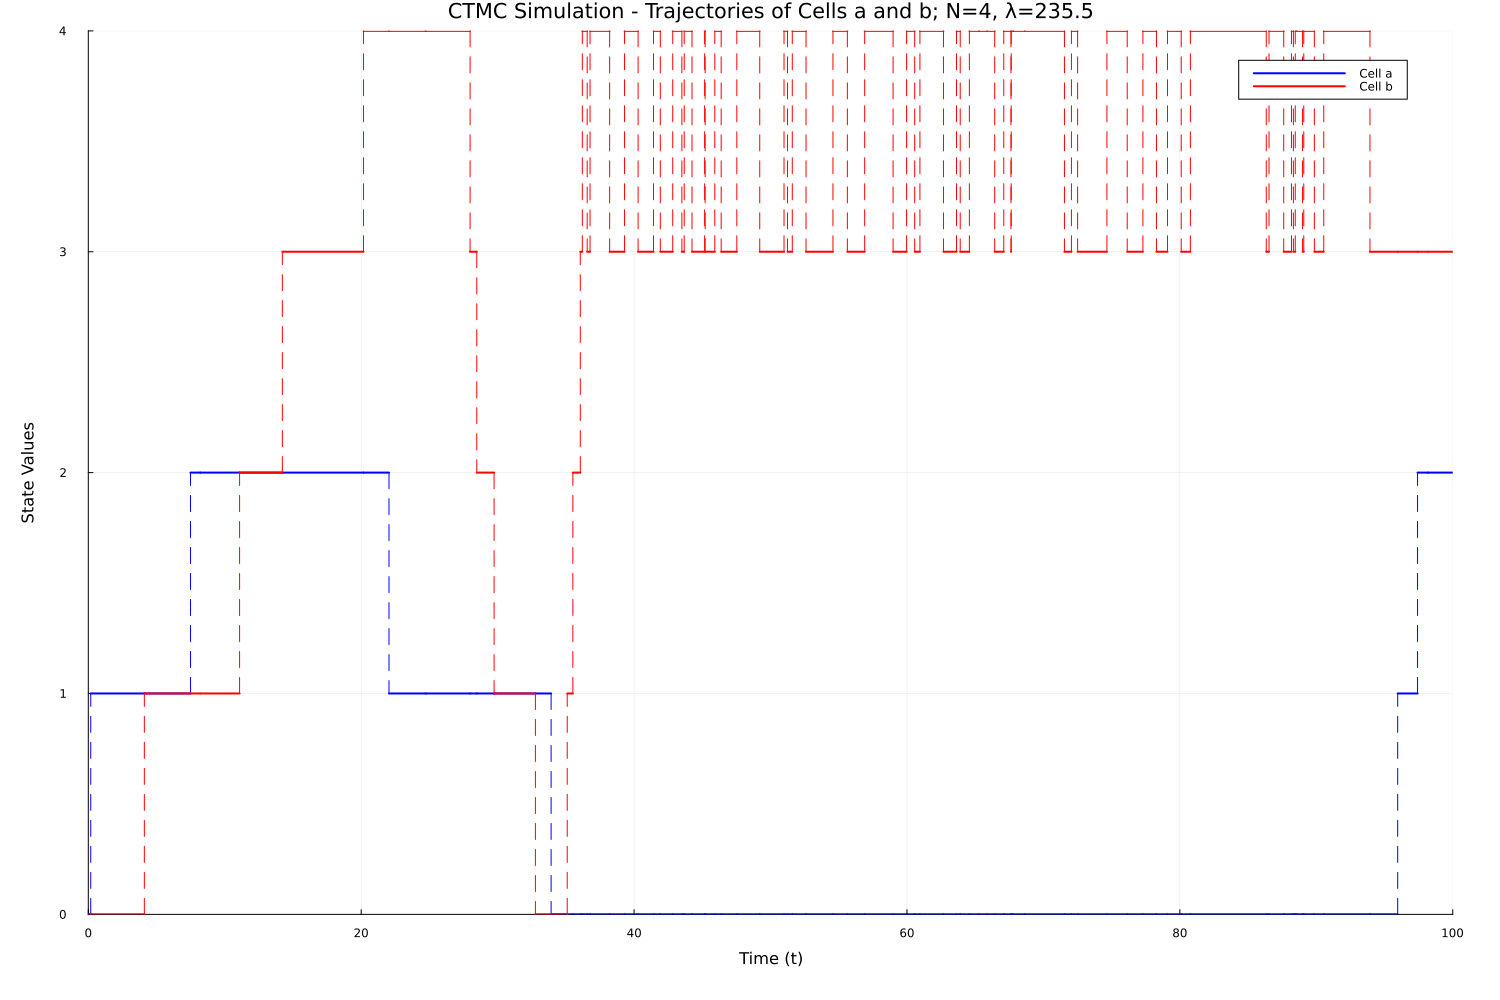 CTMC Simulation - Trajectories of Cells a and b; N=4, λ=235.5
4
Cell a
Cell b
3
State Values
2
1
0
0 20 40 60 80 100
Time (t)